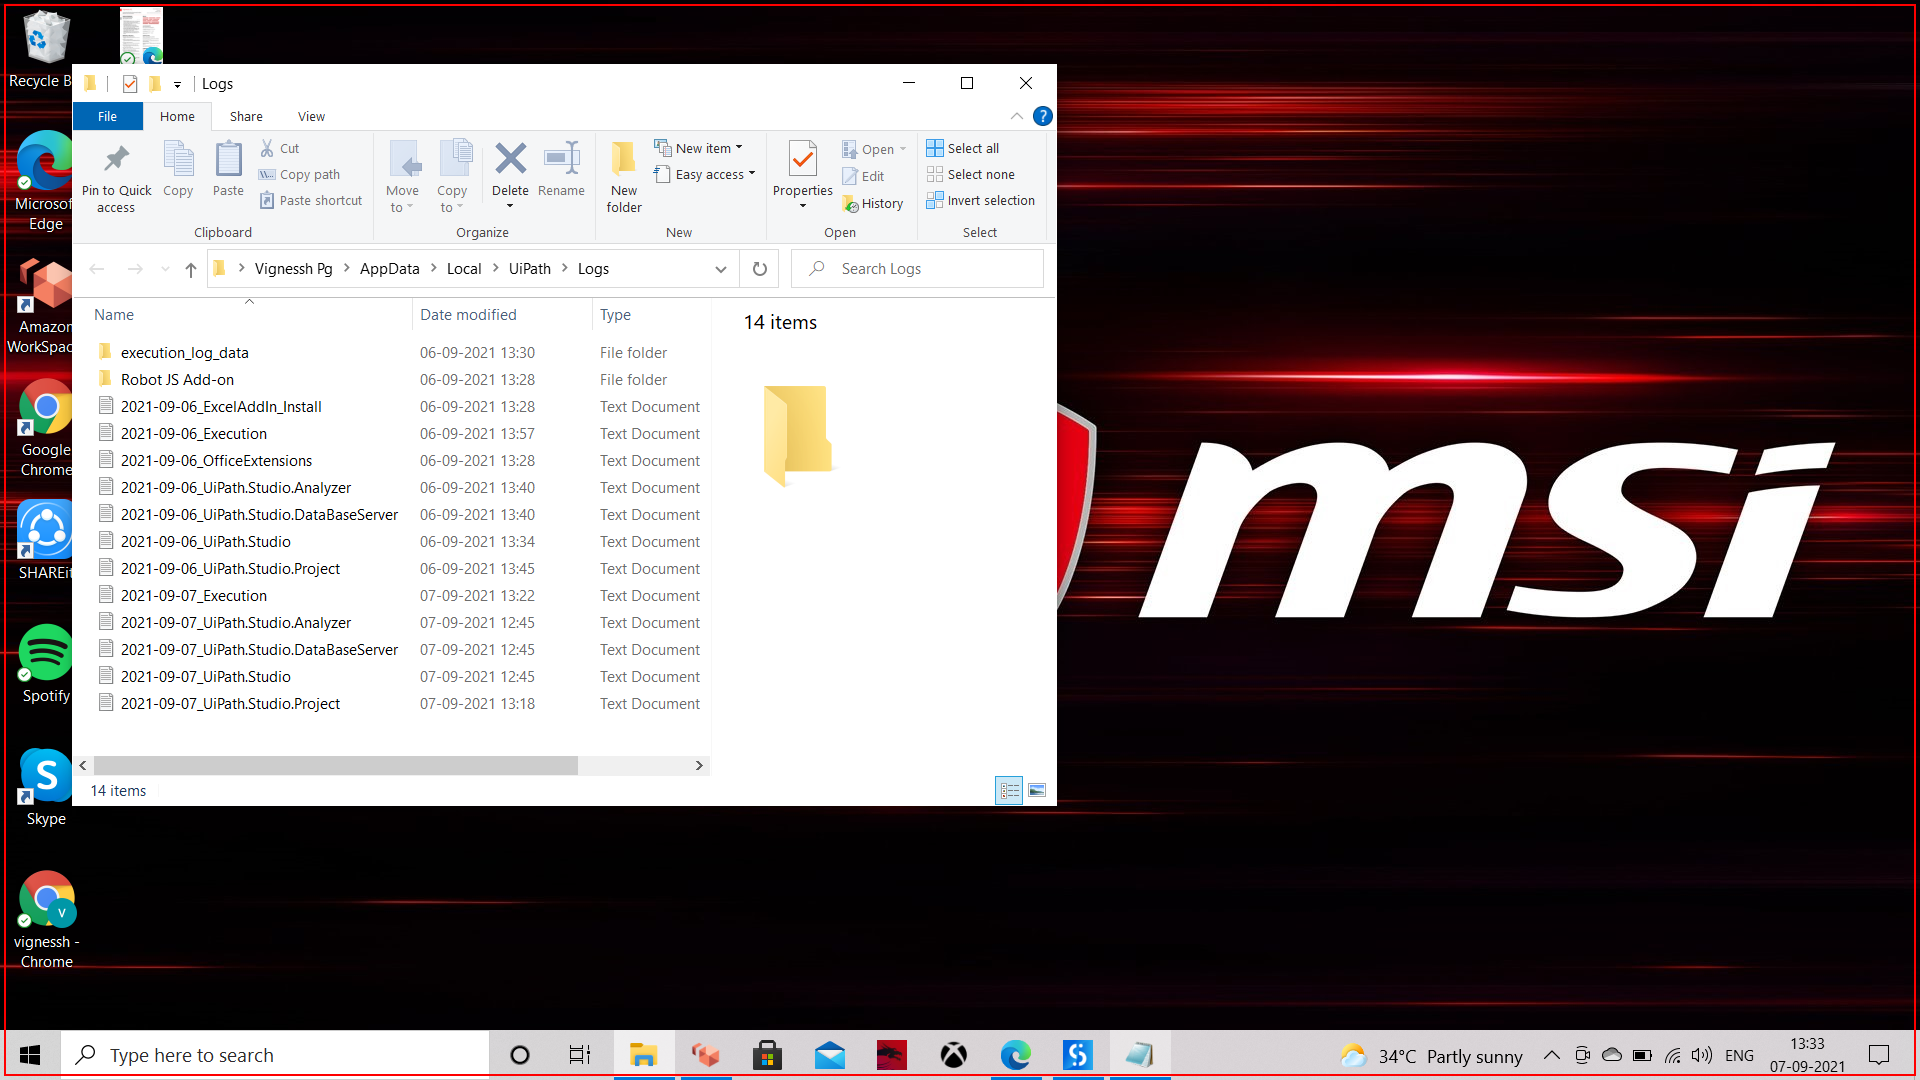 Recycle B
Logs
File
Home
Share
View
?
Pin to Quick
access
Copy
Paste
Cut
Copy path
Paste shortcut
Clipboard
Move
to
Copy
to
Delete
Rename
Organize
New
folder
New item
Easy access
New
Properties
Open
Edit
History
Open
Select all
Select none
Invert selection
Select
Vignessh Pg > AppData > Local > UiPath > Logs
Search Logs
Name
Date modified
Type
execution_log_data 06-09-2021 13:30 File folder
Robot JS Add-on 06-09-2021 13:28 File folder
2021-09-06_ExcelAddIn_Install 06-09-2021 13:28 Text Document
2021-09-06_Execution 06-09-2021 13:57 Text Document
2021-09-06_OfficeExtensions 06-09-2021 13:28 Text Document
2021-09-06_UiPath.Studio.Analyzer 06-09-2021 13:40 Text Document
2021-09-06_UiPath.Studio.DataBaseServer 06-09-2021 13:40 Text Document
2021-09-06_UiPath.Studio 06-09-2021 13:34 Text Document
2021-09-06_UiPath.Studio.Project 06-09-2021 13:45 Text Document
2021-09-07_Execution 07-09-2021 13:22 Text Document
2021-09-07_UiPath.Studio.Analyzer 07-09-2021 12:45 Text Document
2021-09-07_UiPath.Studio.DataBaseServer 07-09-2021 12:45 Text Document
2021-09-07_UiPath.Studio 07-09-2021 12:45 Text Document
2021-09-07_UiPath.Studio.Project 07-09-2021 13:18 Text Document
14 items
14 items
Microsof
Edge
Amazon
WorkSpac
Google
Chrome
SHAREit
Spotify
S
Skype
V
vignessh -
Chrome
msi
Type here to search
34°C Partly sunny
ENG
13:33
07-09-2021